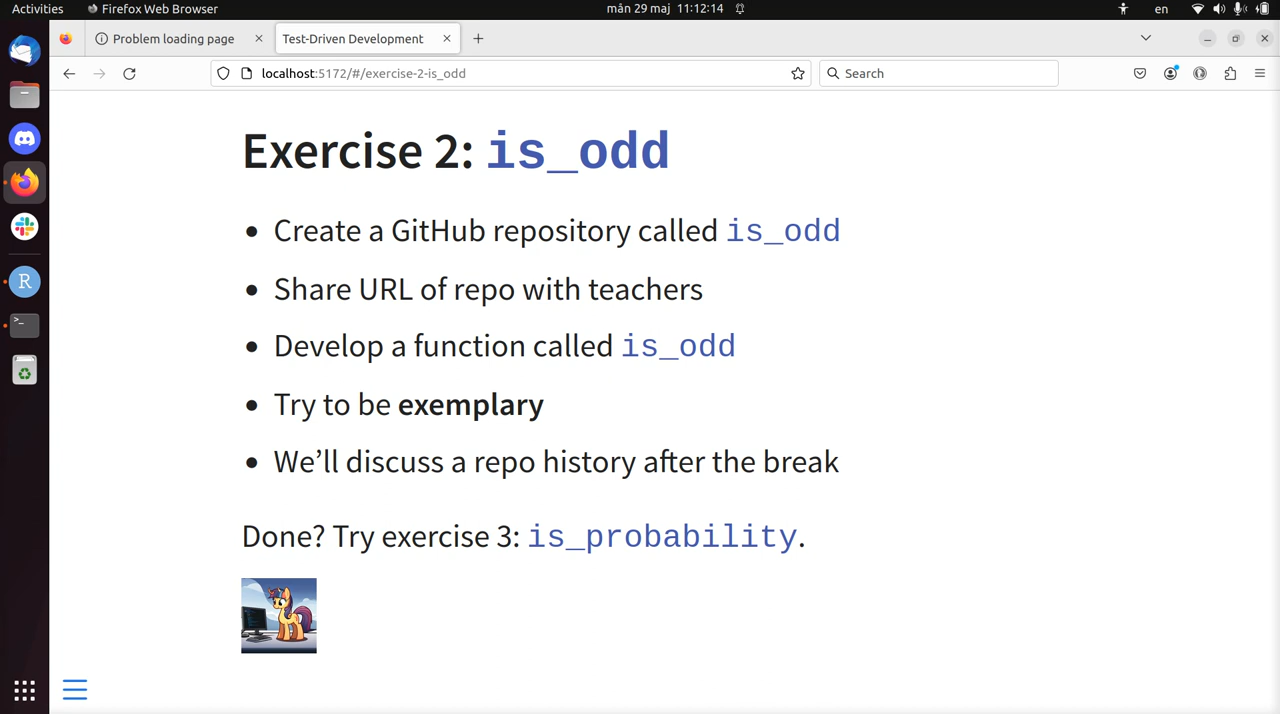 Activities Firefox Web Browser mån 29 maj 11:12:14 en
Problem loading page Test-Driven Development
localhost:5172/#/exercise-2-is_odd Search
Exercise 2: is_odd
• Create a GitHub repository called is_odd
• Share URL of repo with teachers
• Develop a function called is_odd
• Try to be exemplary
• We’ll discuss a repo history after the break
Done? Try exercise 3: is_probability.
R
>_